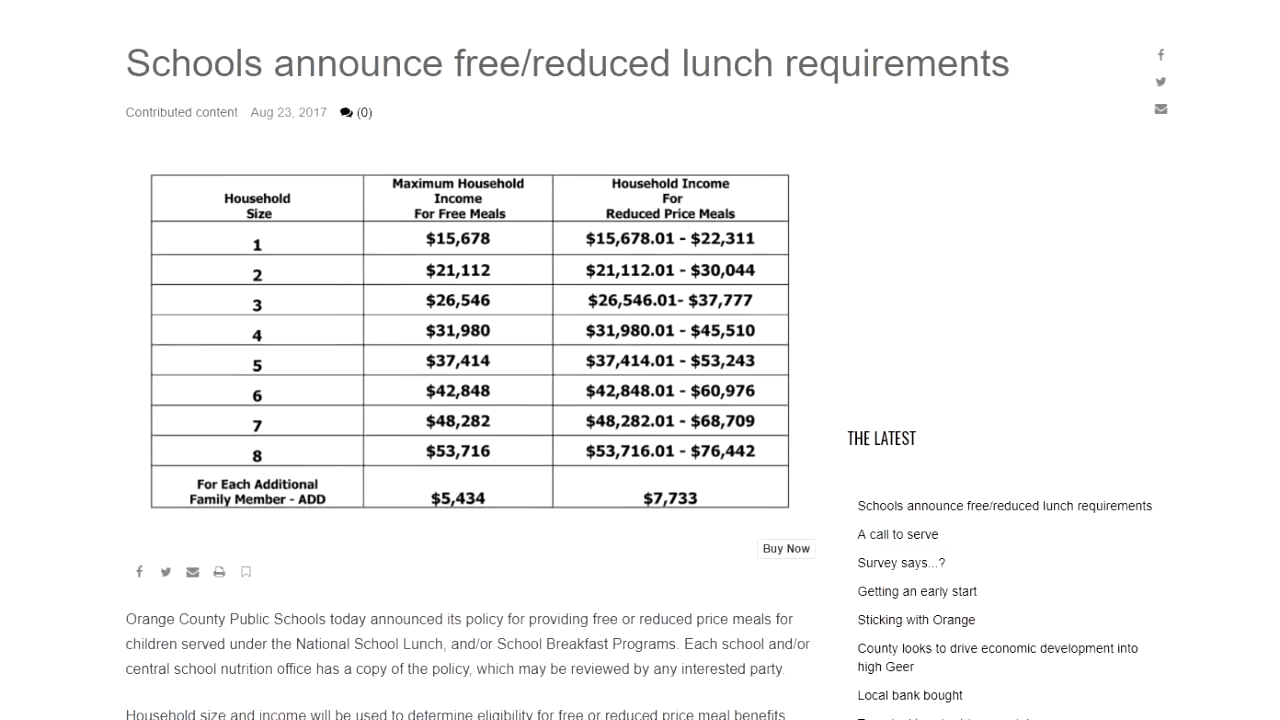 Schools announce free/reduced lunch requirements
Contributed content Aug 23, 2017 (0)
Household Size Maximum Household Income For Free Meals Household Income For Reduced Price Meals
1 $15,678 $15,678.01 - $22,311
2 $21,112 $21,112.01 - $30,044
3 $26,546 $26,546.01- $37,777
4 $31,980 $31,980.01 - $45,510
5 $37,414 $37,414.01 - $53,243
6 $42,848 $42,848.01 - $60,976
7 $48,282 $48,282.01 - $68,709
8 $53,716 $53,716.01 - $76,442
For Each Additional Family Member - ADD $5,434 $7,733
Buy Now
Orange County Public Schools today announced its policy for providing free or reduced price meals for
children served under the National School Lunch, and/or School Breakfast Programs. Each school and/or
central school nutrition office has a copy of the policy, which may be reviewed by any interested party.
Household size and income will be used to determine eligibility for free or reduced price meal benefits
THE LATEST
Schools announce free/reduced lunch requirements
A call to serve
Survey says...?
Getting an early start
Sticking with Orange
County looks to drive economic development into
high Geer
Local bank bought